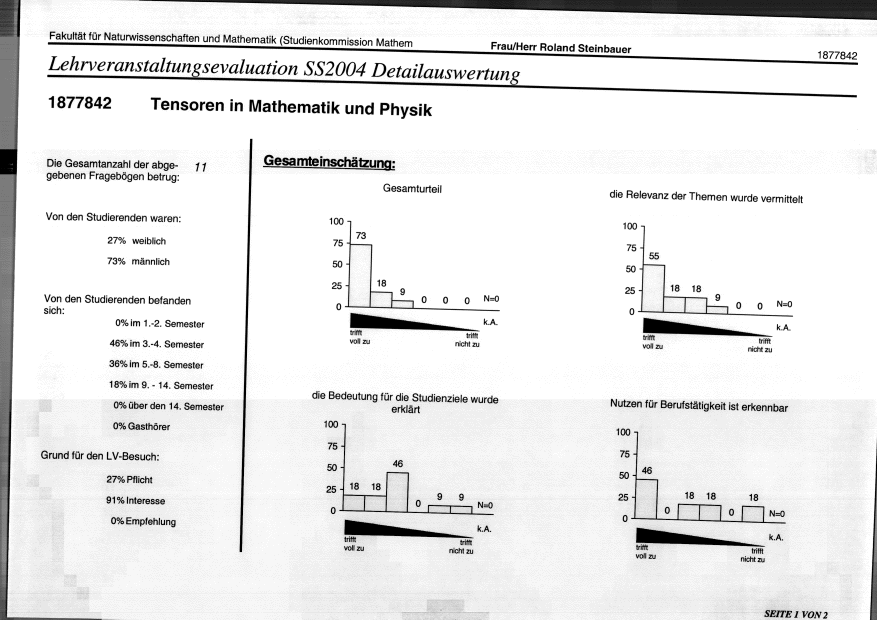 Fakultät für Naturwissenschaften und Mathematik (Studienkommission Mathem
Frau/Herr Roland Steinbauer
1877842
Lehrveranstaltungsevaluation SS2004 Detailauswertung
1877842 Tensoren in Mathematik und Physik
Die Gesamtanzahl der abge-
gebenen Fragebögen betrug: 11
Von den Studierenden waren:
27% weiblich
73% männlich
Von den Studierenden befanden
sich:
0% im 1.-2. Semester
46% im 3.-4. Semester
36% im 5.-8. Semester
18% im 9. - 14. Semester
0% über den 14. Semester
0% Gasthörer
Grund für den LV-Besuch:
27% Pflicht
91% Interesse
0% Empfehlung
Gesamteinschätzung:
Gesamturteil
100
75
50
25
0
73
18
9
0
0
0
N=0
k.A.
trifft
voll zu
trifft
nicht zu
die Relevanz der Themen wurde vermittelt
100
75
50
25
0
55
18
18
9
0
0
N=0
k.A.
trifft
voll zu
trifft
nicht zu
die Bedeutung für die Studienziele wurde
erklärt
100
75
50
25
0
18
18
46
0
9
9
N=0
k.A.
trifft
voll zu
trifft
nicht zu
Nutzen für Berufstätigkeit ist erkennbar
100
75
50
25
0
46
0
18
18
0
18
N=0
k.A.
trifft
voll zu
trifft
nicht zu
SEITE 1 VON 2